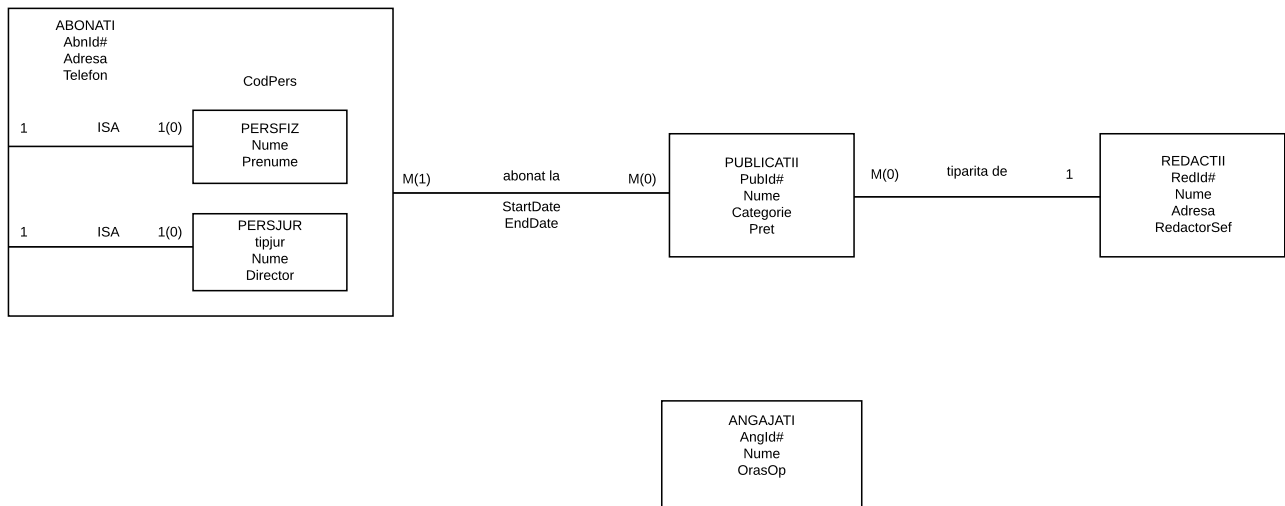 ABONATI
AbnId#
Adresa
Telefon
CodPers
1 ISA 1(0)
PERSFIZ
Nume
Prenume
1 ISA 1(0)
PERSJUR
tipjur
Nume
Director
M(1) abonat la M(0)
StartDate
EndDate
PUBLICATII
PubId#
Nume
Categorie
Pret
M(0) tiparita de 1
REDACTII
RedId#
Nume
Adresa
RedactorSef
ANGAJATI
AngId#
Nume
OrasOp